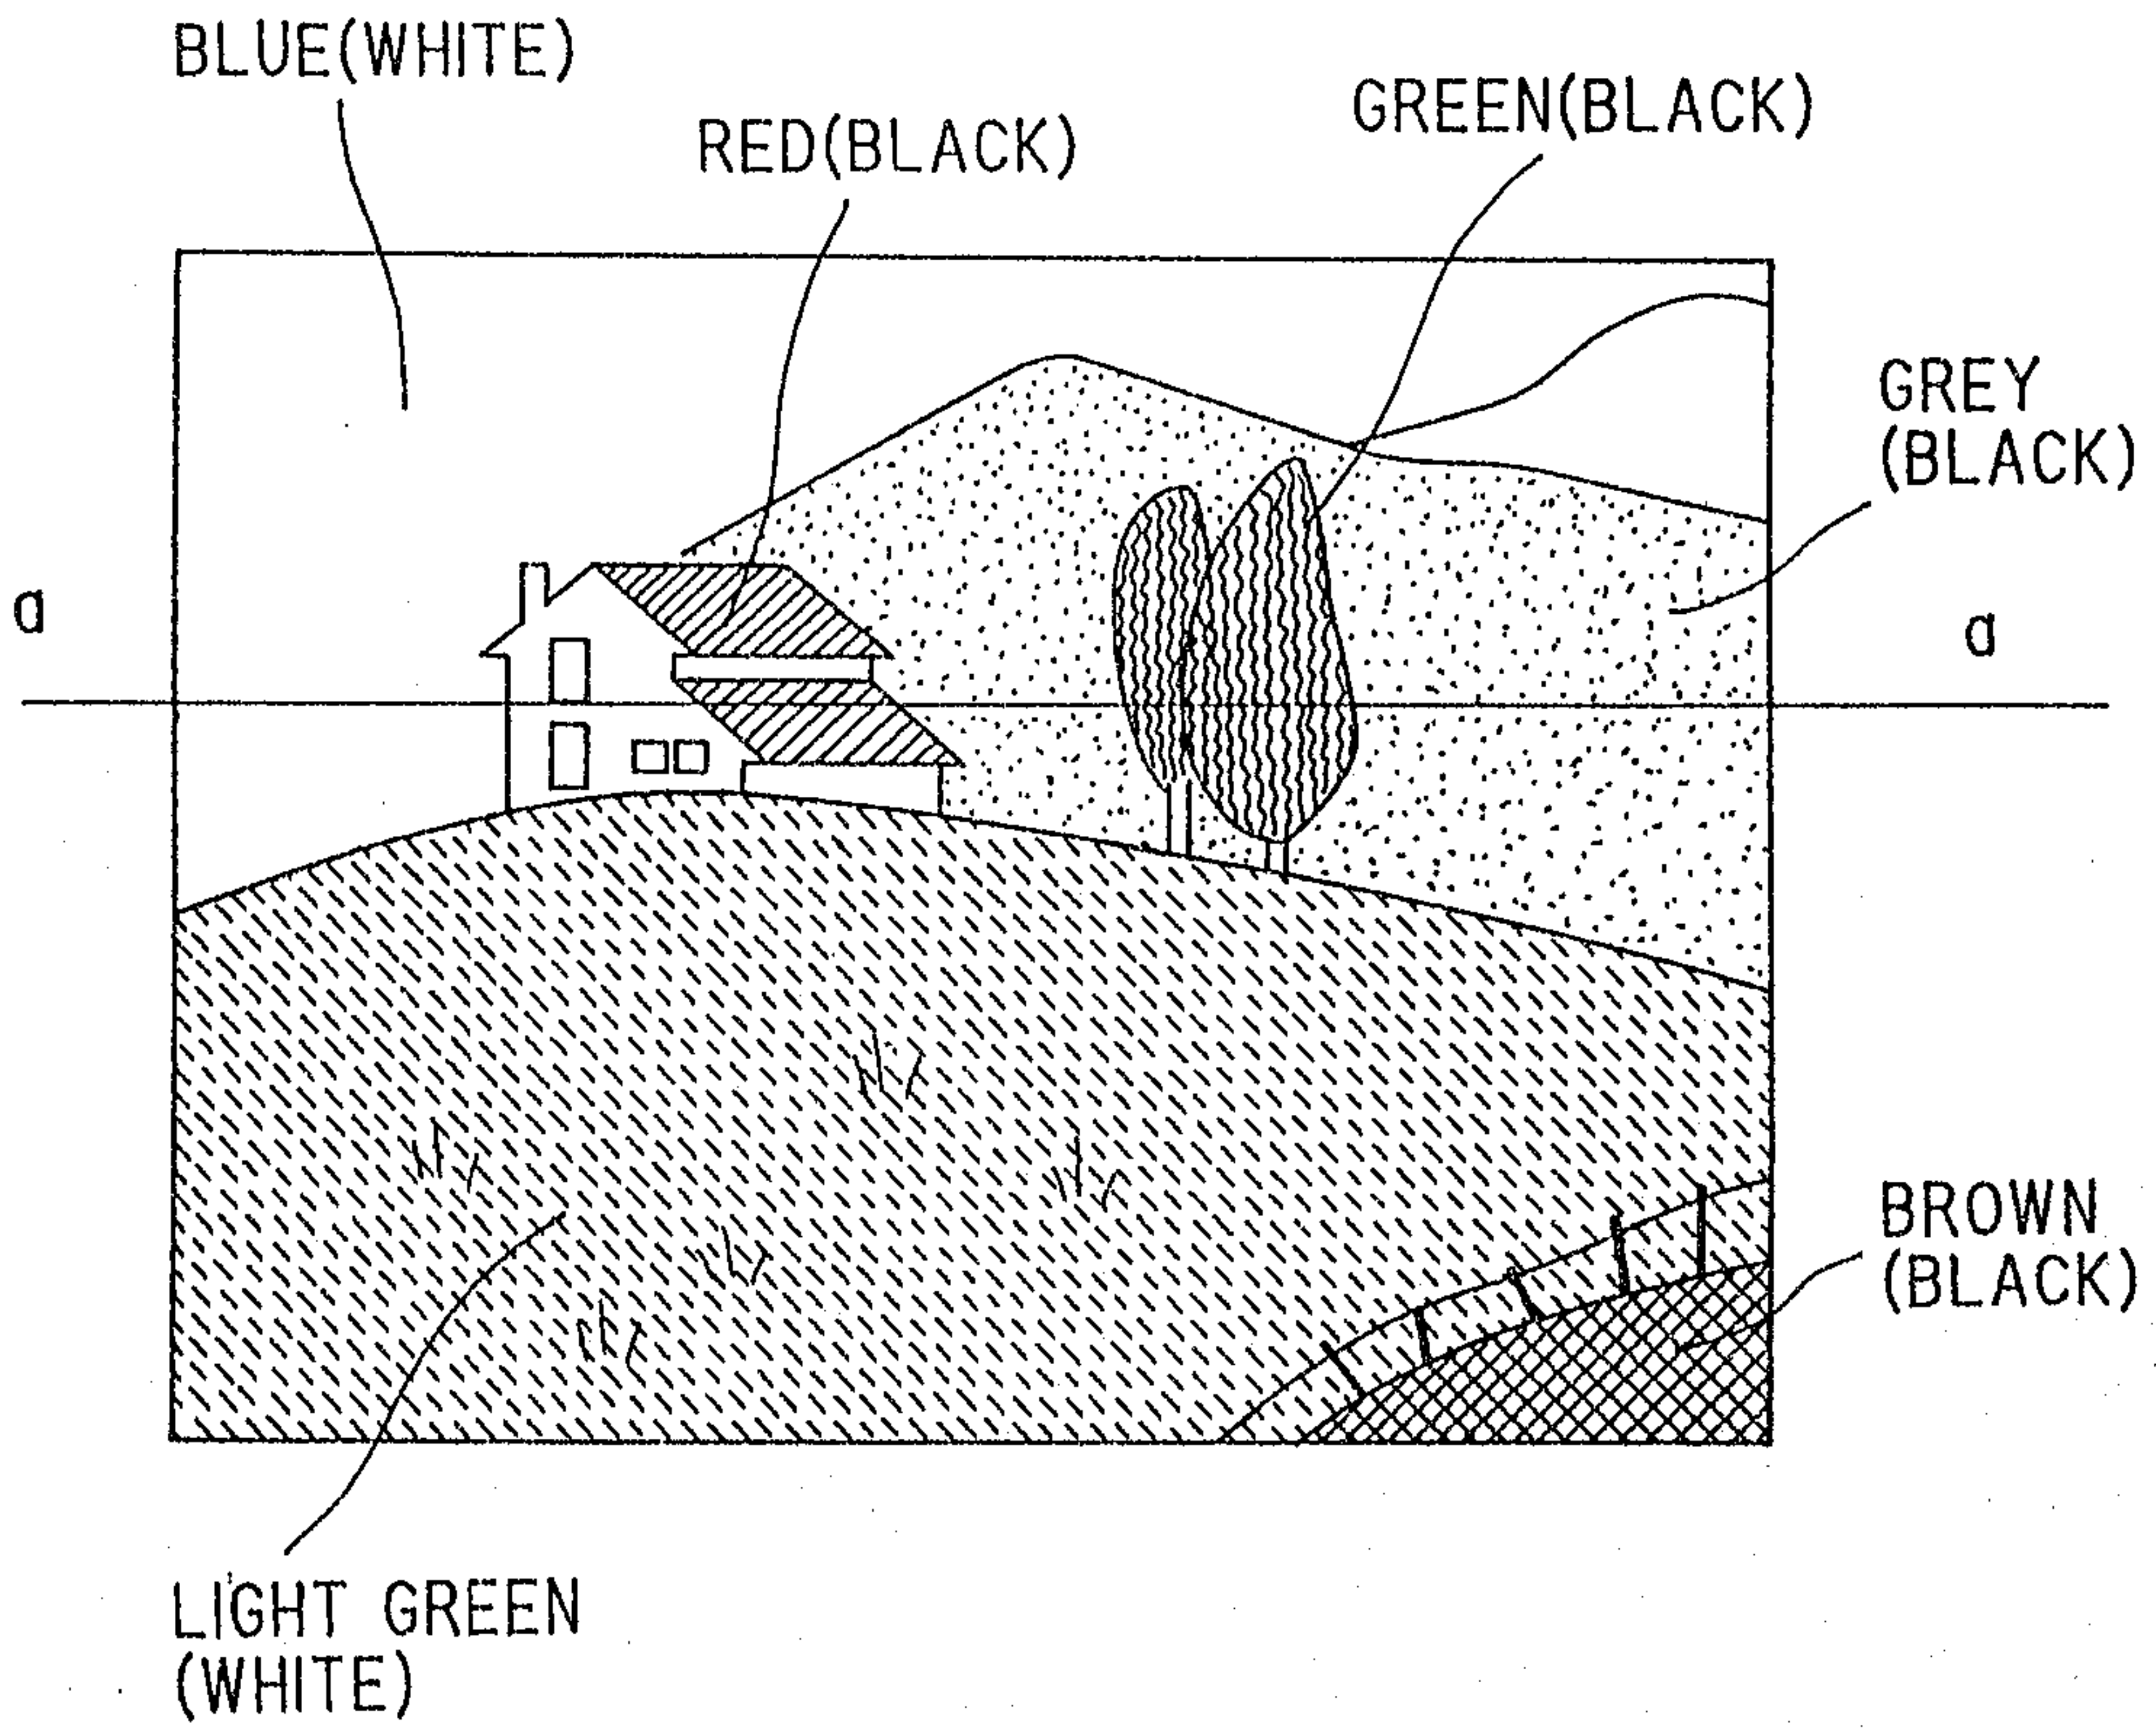 BLUE(WHITE)
RED(BLACK)
GREEN(BLACK)
GREY
(BLACK)
a
a
BROWN
(BLACK)
LIGHT GREEN
(WHITE)